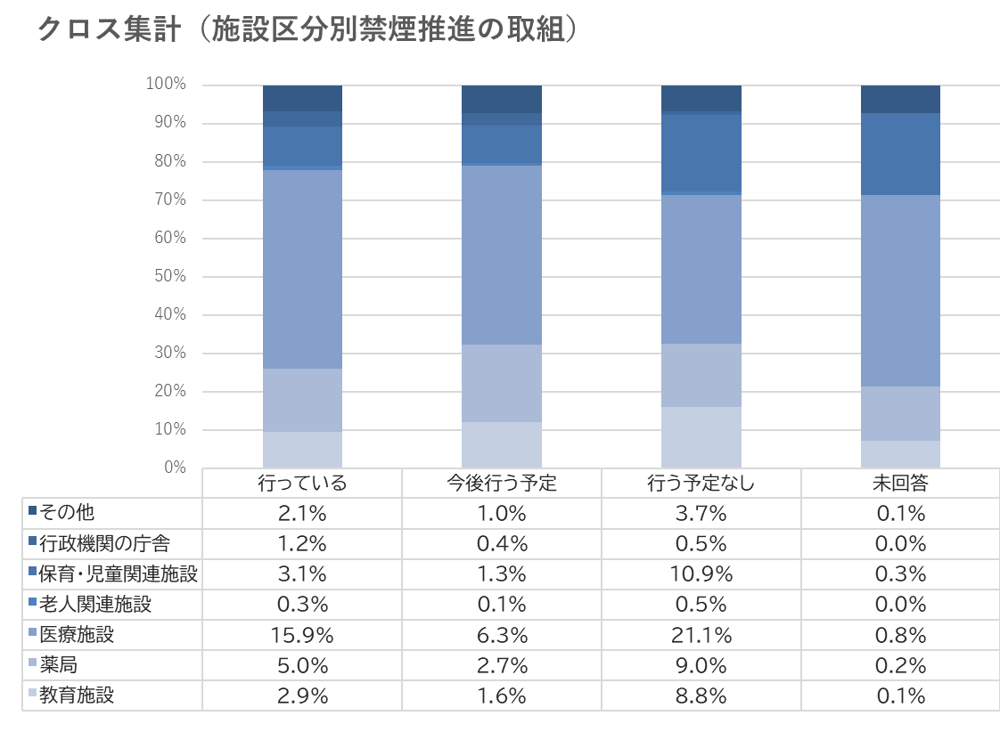 クロス集計（施設区分別禁煙推進の取組）
100%
90%
80%
70%
60%
50%
40%
30%
20%
10%
0%
行っている 今後行う予定 行う予定なし 未回答
その他 2.1% 1.0% 3.7% 0.1%
行政機関の庁舎 1.2% 0.4% 0.5% 0.0%
保育・児童関連施設 3.1% 1.3% 10.9% 0.3%
老人関連施設 0.3% 0.1% 0.5% 0.0%
医療施設 15.9% 6.3% 21.1% 0.8%
薬局 5.0% 2.7% 9.0% 0.2%
教育施設 2.9% 1.6% 8.8% 0.1%